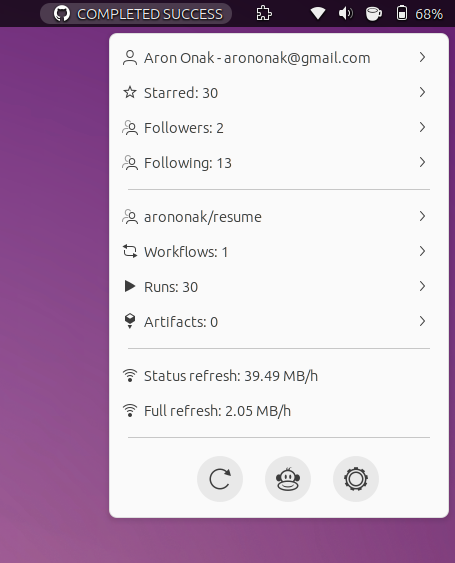 COMPLETED SUCCESS
68%
Aron Onak - arononak@gmail.com
Starred: 30
Followers: 2
Following: 13
arononak/resume
Workflows: 1
Runs: 30
Artifacts: 0
Status refresh: 39.49 MB/h
Full refresh: 2.05 MB/h